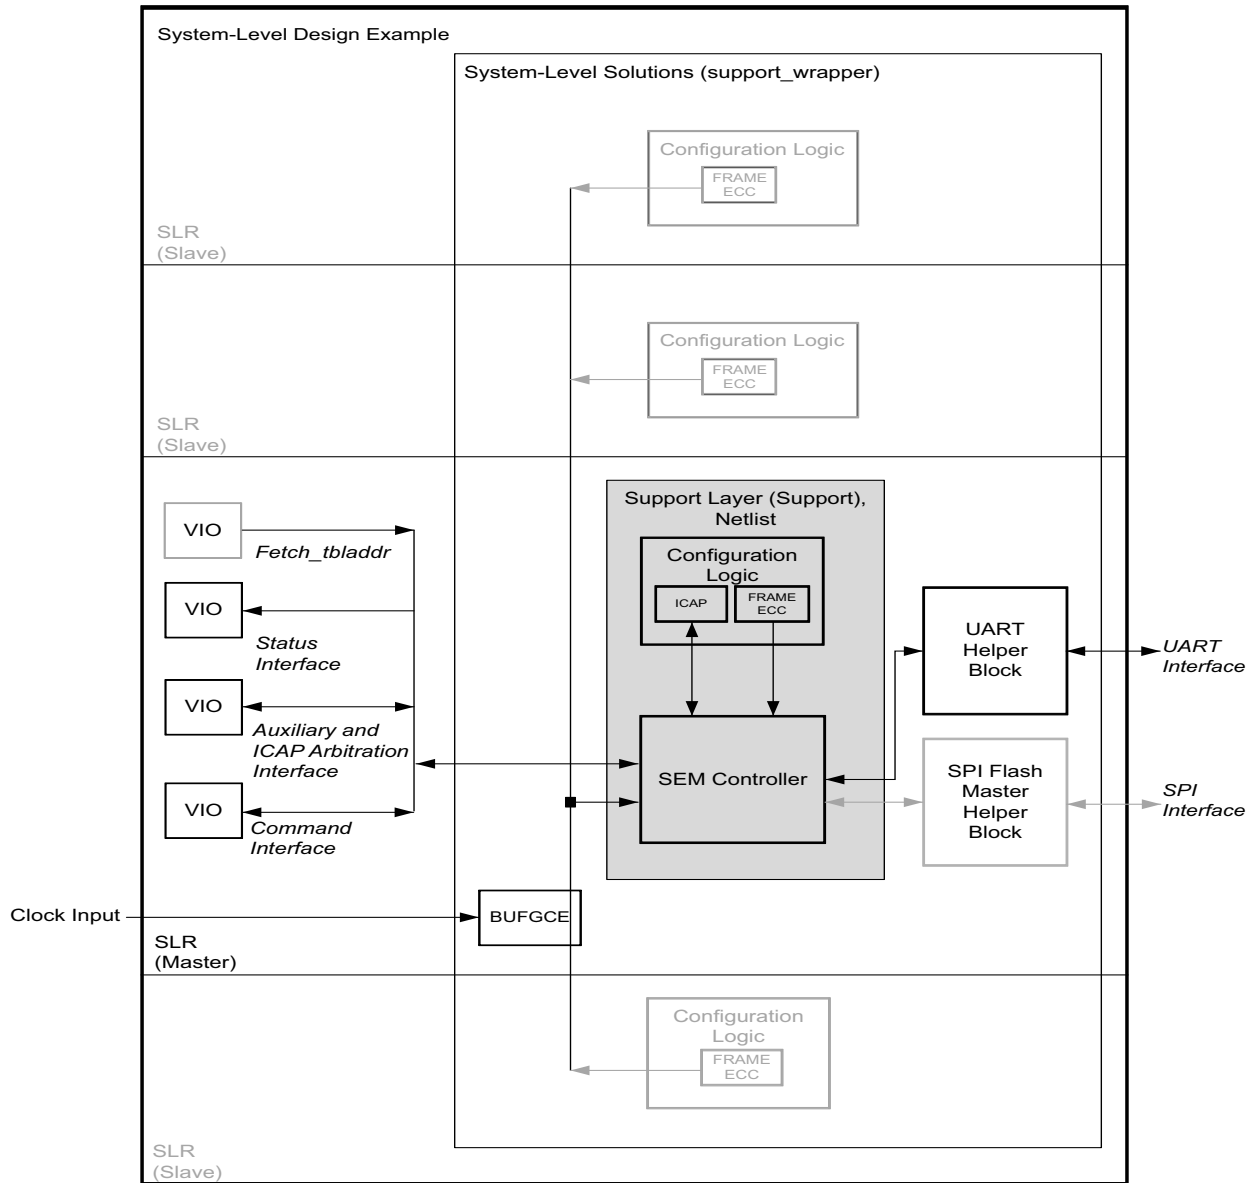 System-Level Design Example
System-Level Solutions (support_wrapper)
Configuration Logic
FRAME
ECC
SLR
(Slave)
Configuration Logic
FRAME
ECC
SLR
(Slave)
Support Layer (Support),
Netlist
Configuration
Logic
ICAP
FRAME
ECC
VIO
Fetch_tbladdr
VIO
Status
Interface
VIO
Auxiliary and
ICAP Arbitration
Interface
VIO
Command
Interface
SEM Controller
UART
Helper
Block
UART
Interface
SPI Flash
Master
Helper
Block
SPI
Interface
Clock Input
BUFGCE
SLR
(Master)
Configuration
Logic
FRAME
ECC
SLR
(Slave)